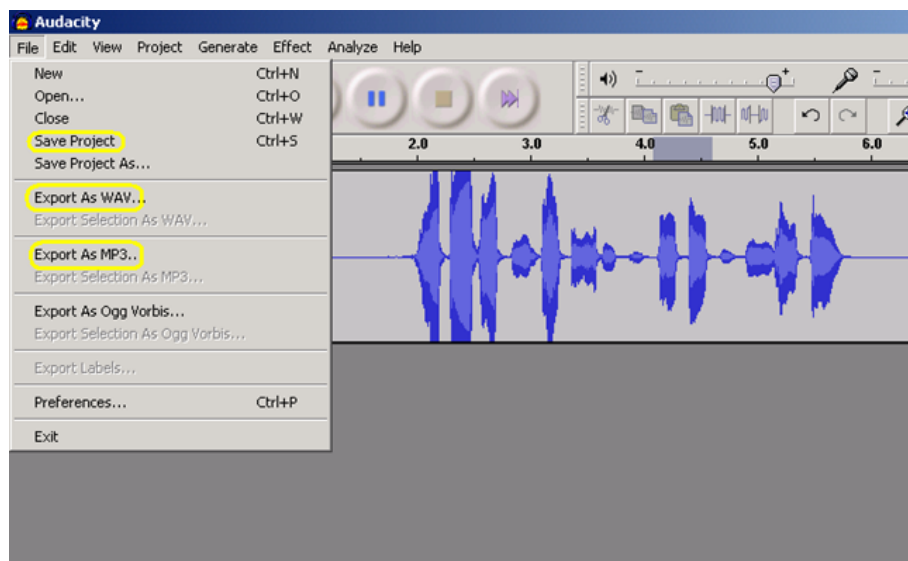 Audacity
File Edit View Project Generate Effect Analyze Help
New Ctrl+N
Open... Ctrl+O
Close Ctrl+W
Save Project Ctrl+S
Save Project As...
Export As WAV...
Export Selection As WAV...
Export As MP3..
Export Selection As MP3...
Export As Ogg Vorbis...
Export Selection As Ogg Vorbis...
Export Labels...
Preferences... Ctrl+P
Exit
2.0 3.0 4.0 5.0 6.0